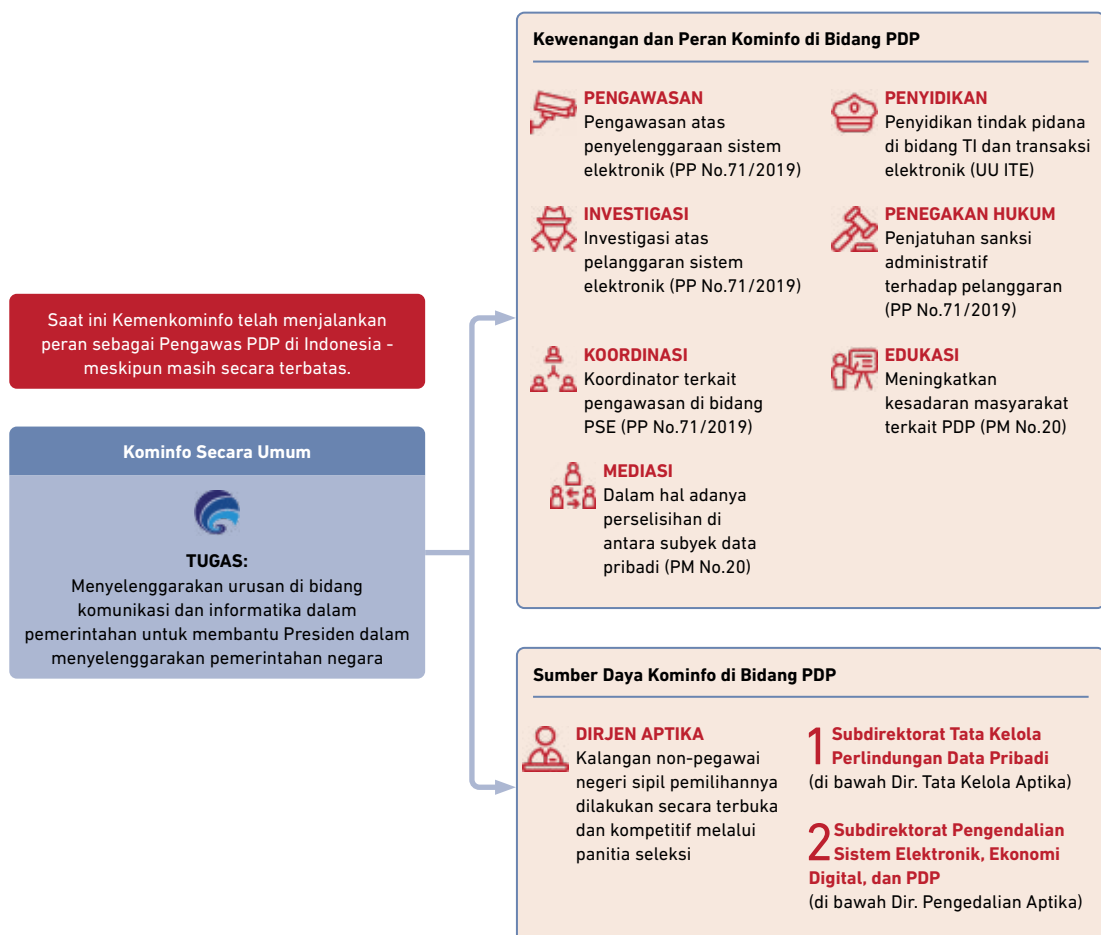 Saat ini Kemenkominfo telah menjalankan
peran sebagai Pengawas PDP di Indonesia -
meskipun masih secara terbatas.
Kominfo Secara Umum
TUGAS:
Menyelenggarakan urusan di bidang
komunikasi dan informatika dalam
pemerintahan untuk membantu Presiden dalam
menyelenggarakan pemerintahan negara
Kewenangan dan Peran Kominfo di Bidang PDP
PENGAWASAN
Pengawasan atas
penyelenggaraan sistem
elektronik (PP No.71/2019)
PENYIDIKAN
Penyidikan tindak pidana
di bidang TI dan transaksi
elektronik (UU ITE)
INVESTIGASI
Investigasi atas
pelanggaran sistem
elektronik (PP No.71/2019)
PENEGAKAN HUKUM
Penjatuhan sanksi
administratif
terhadap pelanggaran
(PP No.71/2019)
KOORDINASI
Koordinator terkait
pengawasan di bidang
PSE (PP No.71/2019)
EDUKASI
Meningkatkan
kesadaran masyarakat
terkait PDP (PM No.20)
MEDIASI
Dalam hal adanya
perselisihan di
antara subyek data
pribadi (PM No.20)
Sumber Daya Kominfo di Bidang PDP
DIRJEN APTIKA
Kalangan non-pegawai
negeri sipil pemilihannya
dilakukan secara terbuka
dan kompetitif melalui
panitia seleksi
1 Subdirektorat Tata Kelola
Perlindungan Data Pribadi
(di bawah Dir. Tata Kelola Aptika)
2 Subdirektorat Pengendalian
Sistem Elektronik, Ekonomi
Digital, dan PDP
(di bawah Dir. Pengedalian Aptika)